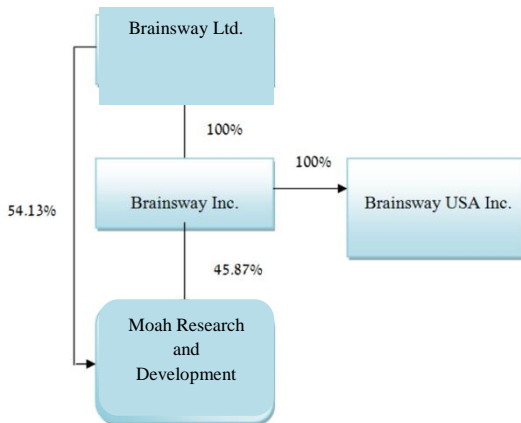 Brainsway Ltd.
100%
100%
Brainsway Inc.
Brainsway USA Inc.
54.13%
45.87%
Moah Research
and
Development